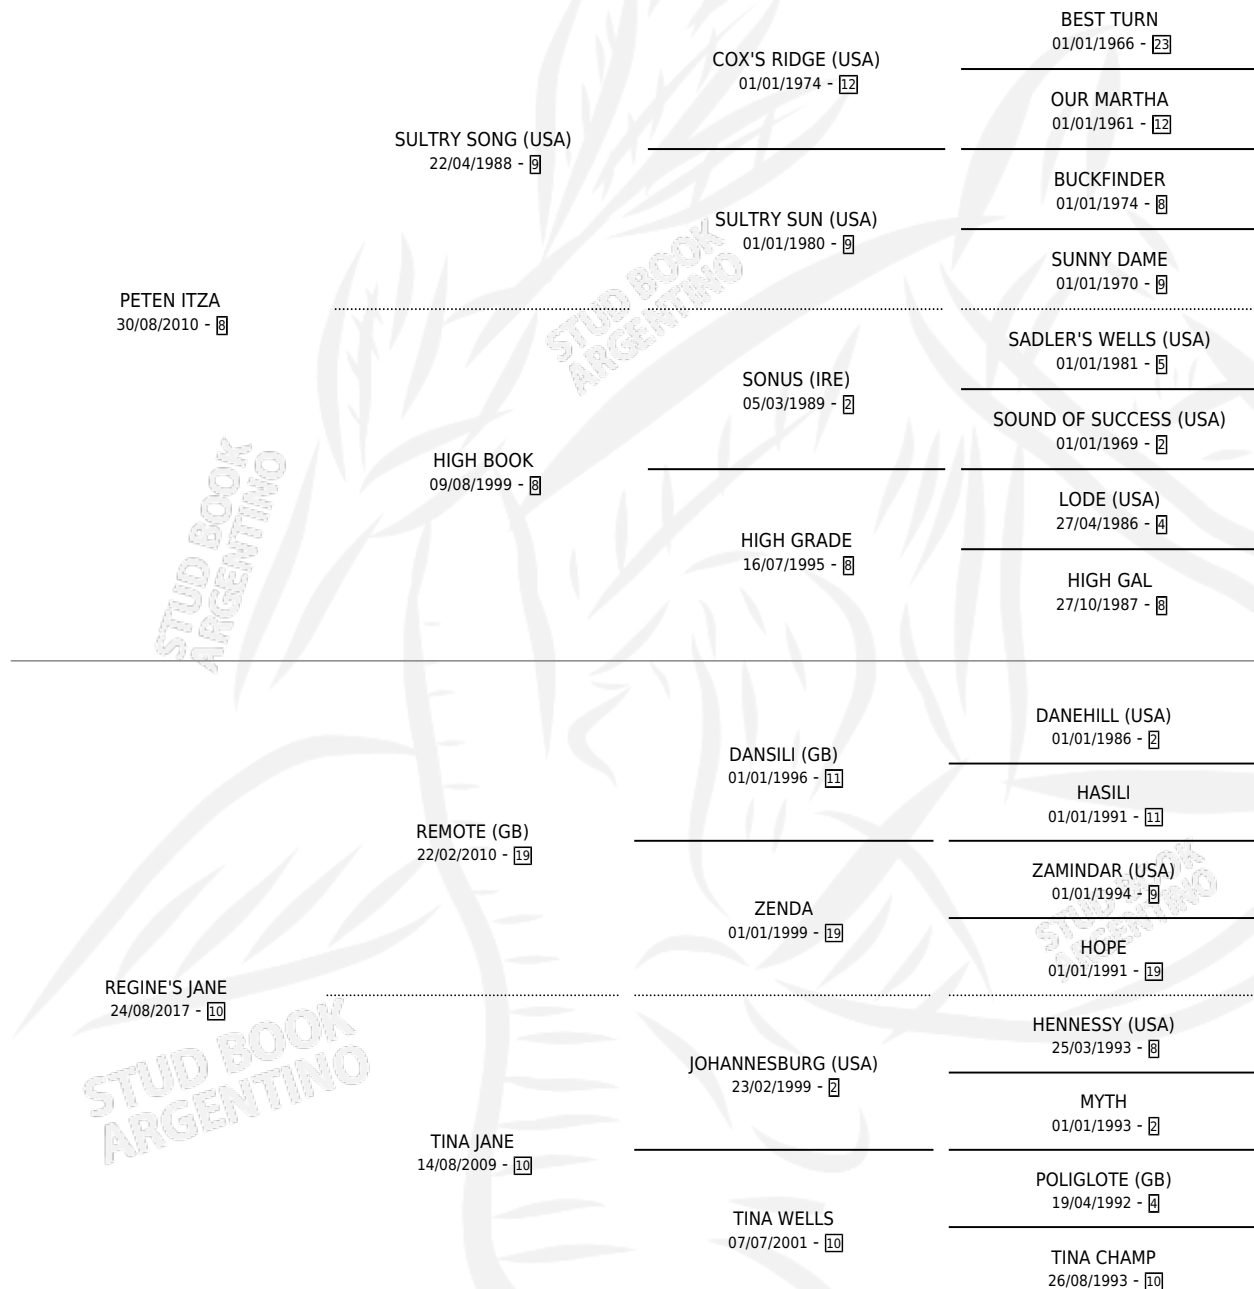 BEST TURN
01/01/1966 - 23
COX'S RIDGE (USA)
01/01/1974 - 12
OUR MARTHA
01/01/1961 - 12
SULTRY SONG (USA)
22/04/1988 - 9
BUCKFINDER
01/01/1974 - 8
SULTRY SUN (USA)
01/01/1980 - 9
SUNNY DAME
01/01/1970 - 9
STUD BOOK
ARGENTINO
PETEN ITZA
30/08/2010 - 8
SADLER'S WELLS (USA)
01/01/1981 - 5
SONUS (IRE)
05/03/1989 - 2
SOUND OF SUCCESS (USA)
01/01/1969 - 2
HIGH BOOK
09/08/1999 - 8
LODE (USA)
27/04/1986 - 4
HIGH GRADE
16/07/1995 - 8
HIGH GAL
27/10/1987 - 8
STUD BOOK
ARGENTINO
DANEHILL (USA)
01/01/1986 - 2
DANSILI (GB)
01/01/1996 - 11
HASILI
01/01/1991 - 11
REMOTE (GB)
22/02/2010 - 19
ZAMINDAR (USA)
01/01/1994 - 9
ZENDA
01/01/1999 - 19
HOPE
01/01/1991 - 19
STUD BOOK
ARGENTINO
REGINE'S JANE
24/08/2017 - 10
HENNESSY (USA)
25/03/1993 - 8
JOHANNESBURG (USA)
23/02/1999 - 2
MYTH
01/01/1993 - 2
STUD BOOK
ARGENTINO
TINA JANE
14/08/2009 - 10
POLIGLOTE (GB)
19/04/1992 - 4
TINA WELLS
07/07/2001 - 10
TINA CHAMP
26/08/1993 - 10